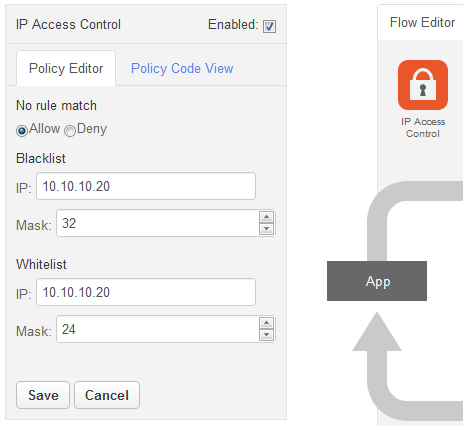 IP Access Control Enabled:
Policy Editor Policy Code View
No rule match
Allow Deny
Blacklist
IP: 10.10.10.20
Mask: 32
Whitelist
IP: 10.10.10.20
Mask: 24
Save Cancel
Flow Editor
IP Access
Control
App